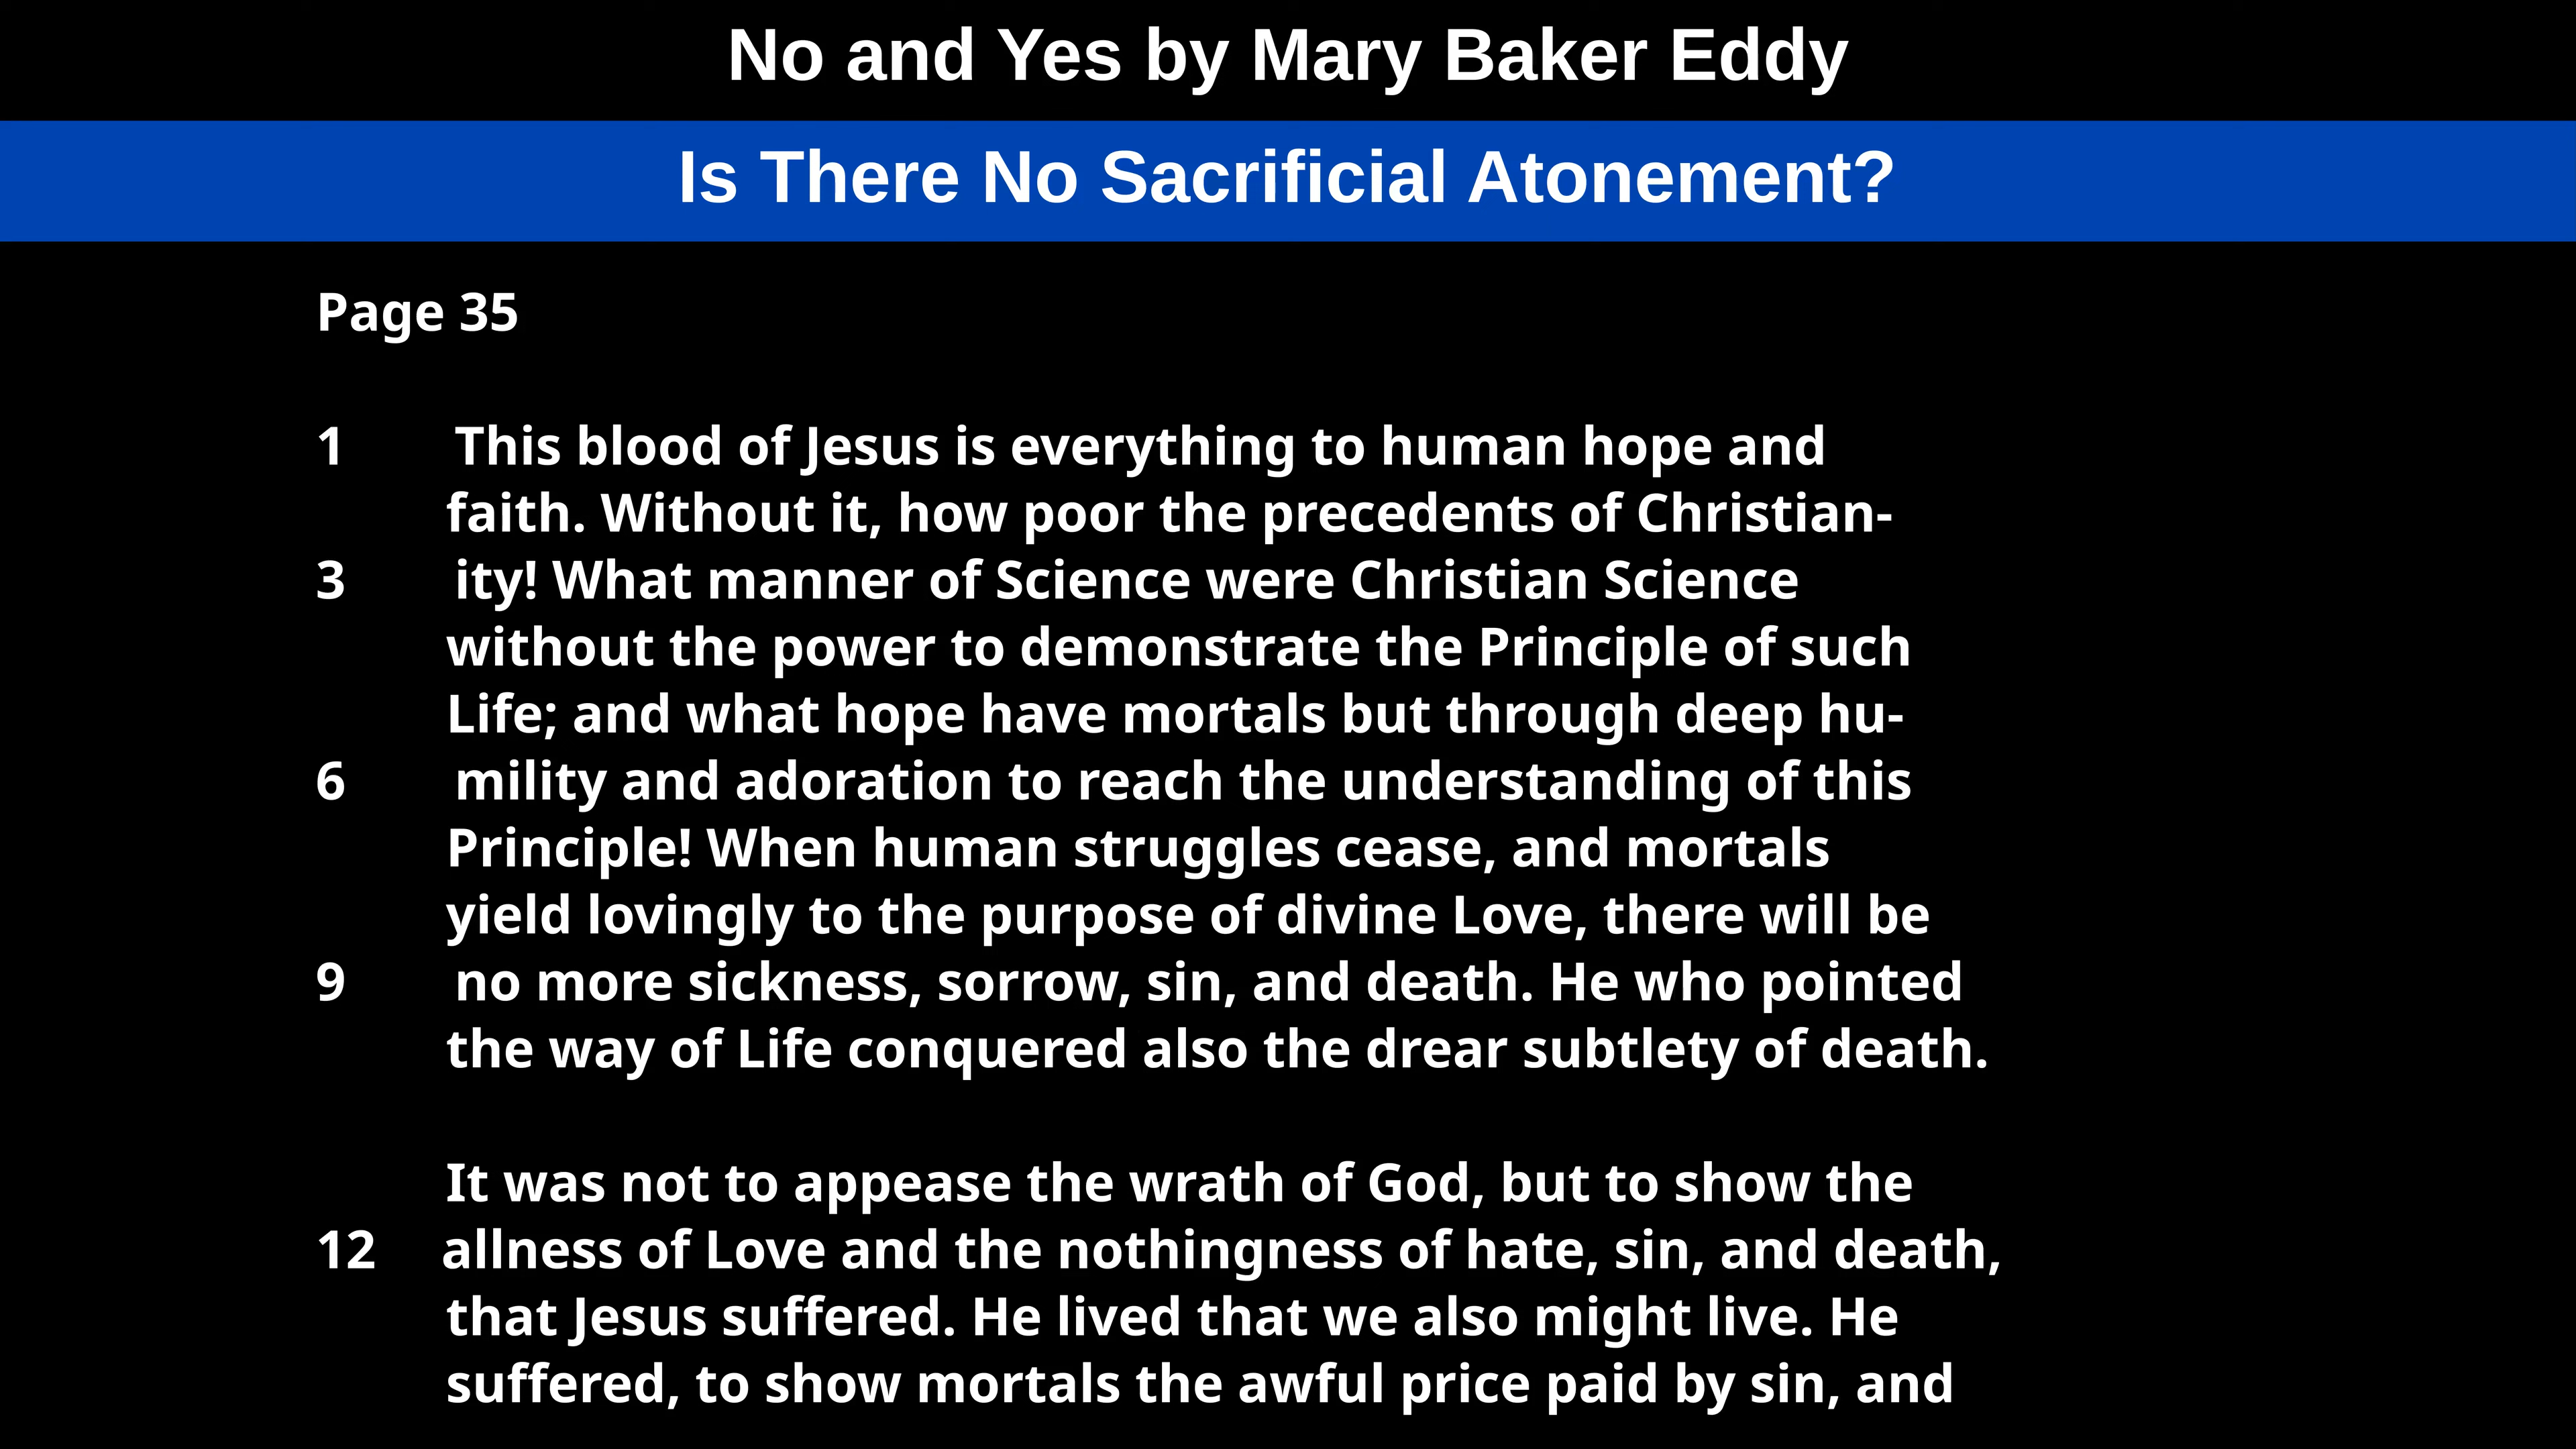 No and Yes by Mary Baker Eddy
Is There No Sacrificial Atonement?
Page 35
1 This blood of Jesus is everything to human hope and
faith. Without it, how poor the precedents of Christian-
3 ity! What manner of Science were Christian Science
without the power to demonstrate the Principle of such
Life; and what hope have mortals but through deep hu-
6 mility and adoration to reach the understanding of this
Principle! When human struggles cease, and mortals
yield lovingly to the purpose of divine Love, there will be
9 no more sickness, sorrow, sin, and death. He who pointed
the way of Life conquered also the drear subtlety of death.
It was not to appease the wrath of God, but to show the
12 allness of Love and the nothingness of hate, sin, and death,
that Jesus suffered. He lived that we also might live. He
suffered, to show mortals the awful price paid by sin, and